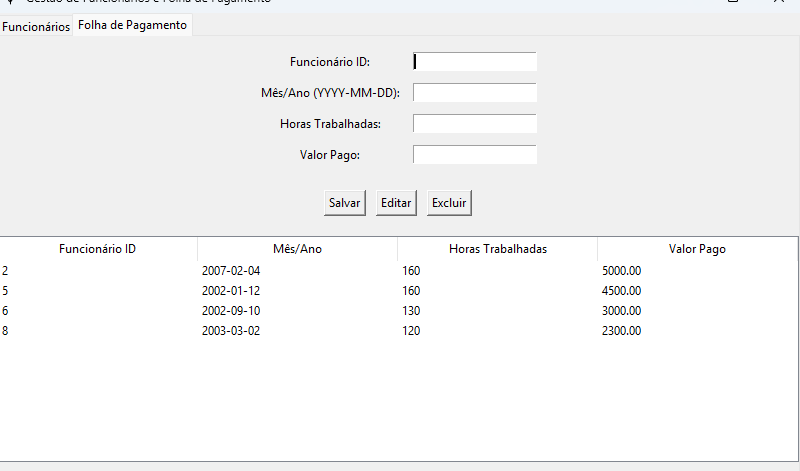 Gestão de Funcionários e Folha de Pagamento
Funcionários Folha de Pagamento
Funcionário ID:
Mês/Ano (YYYY-MM-DD):
Horas Trabalhadas:
Valor Pago:
Salvar Editar Excluir
Funcionário ID Mês/Ano Horas Trabalhadas Valor Pago
2 2007-02-04 160 5000.00
5 2002-01-12 160 4500.00
6 2002-09-10 130 3000.00
8 2003-03-02 120 2300.00